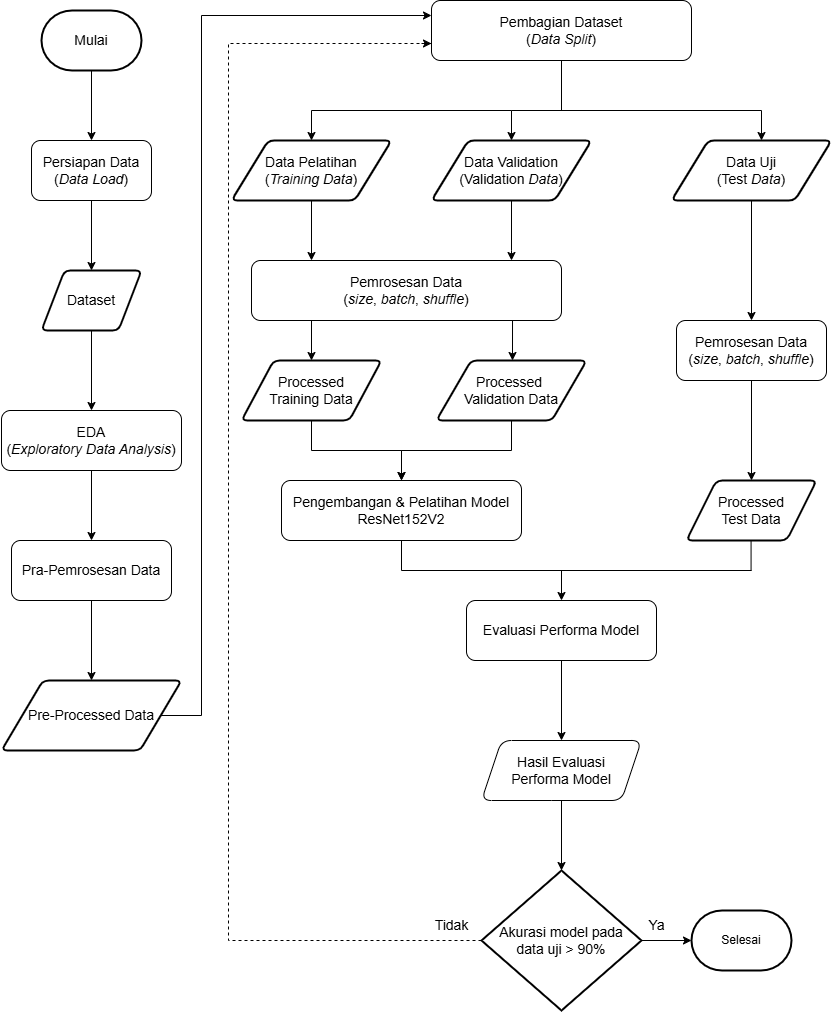 Mulai
Persiapan Data
(Data Load)
Dataset
EDA
(Exploratory Data Analysis)
Pra-Pemrosesan Data
Pre-Processed Data
Pembagian Dataset
(Data Split)
Data Pelatihan
(Training Data)
Data Validation
(Validation Data)
Data Uji
(Test Data)
Pemrosesan Data
(size, batch, shuffle)
Pemrosesan Data
(size, batch, shuffle)
Processed
Training Data
Processed
Validation Data
Processed
Test Data
Pengembangan & Pelatihan Model
ResNet152V2
Evaluasi Performa Model
Hasil Evaluasi
Performa Model
Akurasi model pada
data uji > 90%
Tidak
Ya
Selesai